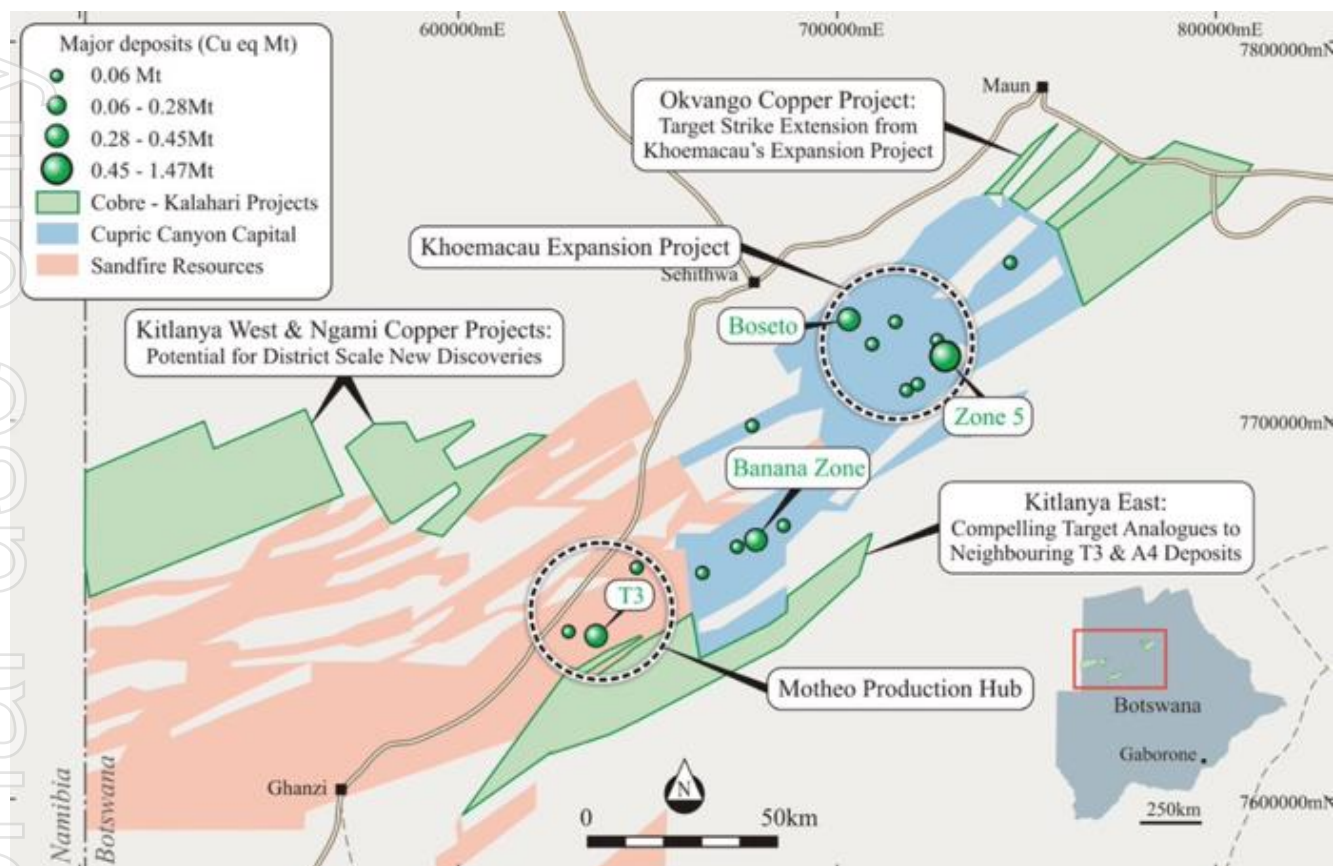 600000mE
700000mE
800000mE
7800000mN
Major deposits (Cu eq Mt)
0.06 Mt
0.06 - 0.28Mt
0.28 - 0.45Mt
0.45 - 1.47Mt
Cobre - Kalahari Projects
Cupric Canyon Capital
Sandfire Resources
Maun
Okvango Copper Project:
Target Strike Extension from
Khoemacau's Expansion Project
Khoemacau Expansion Project
Sehithwa
Kitlanya West & Ngami Copper Projects:
Potential for District Scale New Discoveries
Boseto
Zone 5
7700000mN
Banana Zone
Kitlanya East:
Compelling Target Analogues to
Neighbouring T3 & A4 Deposits
T3
Motheo Production Hub
Botswana
Gaborone
250km
Ghanzi
N
0
50km
7600000mN
Namibia
Botswana